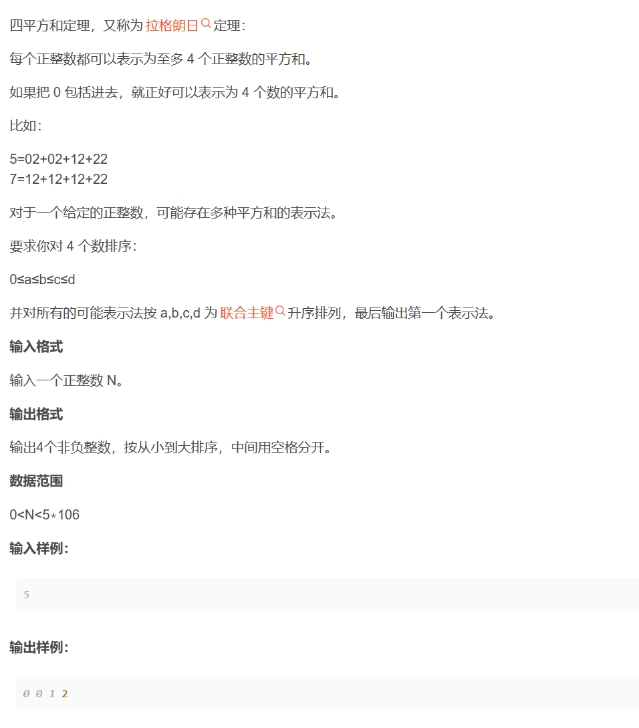 四平方和定理，又称为拉格朗日定理：
每个正整数都可以表示为至多 4 个正整数的平方和。
如果把 0 包括进去，就正好可以表示为 4 个数的平方和。
比如：
5=02+02+12+22
7=12+12+12+22
对于一个给定的正整数，可能存在多种平方和的表示法。
要求你对 4 个数排序：
0≤a≤b≤c≤d
并对所有的可能表示法按 a,b,c,d 为联合主键升序排列，最后输出第一个表示法。
输入格式
输入一个正整数 N。
输出格式
输出4个非负整数，按从小到大排序，中间用空格分开。
数据范围
0<N<5*106
输入样例：
5
输出样例：
0 0 1 2